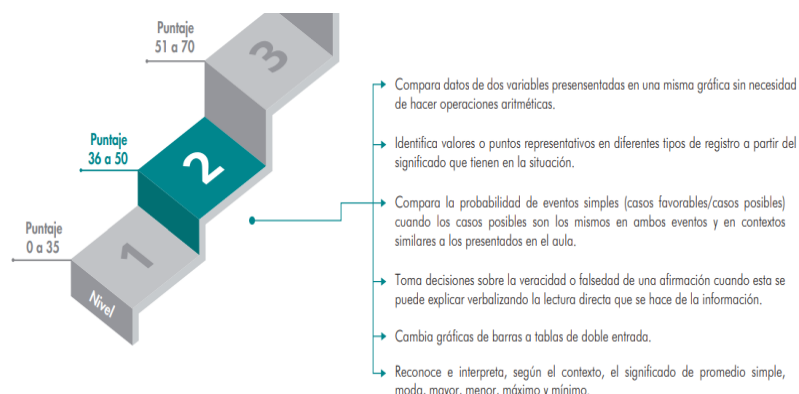 Puntaje
51 a 70
3
Puntaje
36 a 50
2
Puntaje
0 a 35
1
Nivel
Compara datos de dos variables presensentadas en una misma gráfica sin necesidad
de hacer operaciones aritméticas.
Identifica valores o puntos representativos en diferentes tipos de registro a partir del
significado que tienen en la situación.
Compara la probabilidad de eventos simples (casos favorables/casos posibles)
cuando los casos posibles son los mismos en ambos eventos y en contextos
similares a los presentados en el aula.
Toma decisiones sobre la veracidad o falsedad de una afirmación cuando esta se
puede explicar verbalizando la lectura directa que se hace de la información.
Cambia gráficas de barras a tablas de doble entrada.
Reconoce e interpreta, según el contexto, el significado de promedio simple,
moda, mayor, menor, máximo y mínimo.